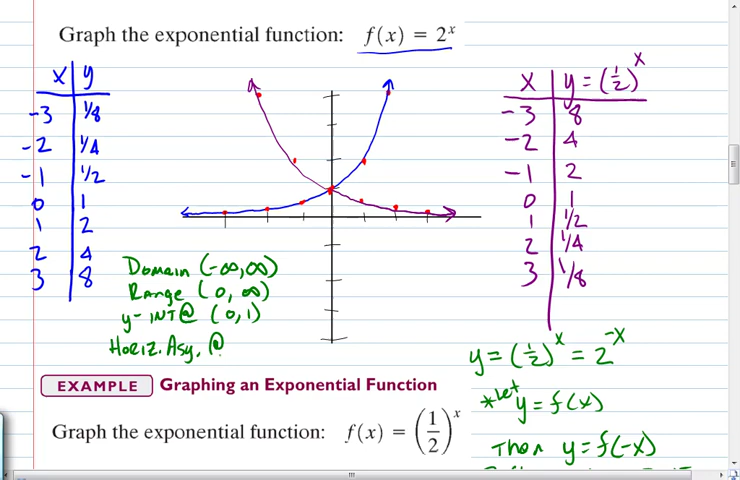 Graph the exponential function: f(x) = 2ˣ
x | y
-3 | 1/8
-2 | 1/4
-1 | 1/2
0 | 1
1 | 2
2 | 4
3 | 8
x | y = (1/2)ˣ
-3 | 8
-2 | 4
-1 | 2
0 | 1
1 | 1/2
2 | 1/4
3 | 1/8
Domain (-∞,∞)
Range (0, ∞)
y-INT @ (0,1)
Horiz. Asy. @
y = (1/2)ˣ = 2⁻ˣ
*Let y = f(x)
Then y = f(-x)
EXAMPLE Graphing an Exponential Function
Graph the exponential function: f(x) = (1/2)ˣ